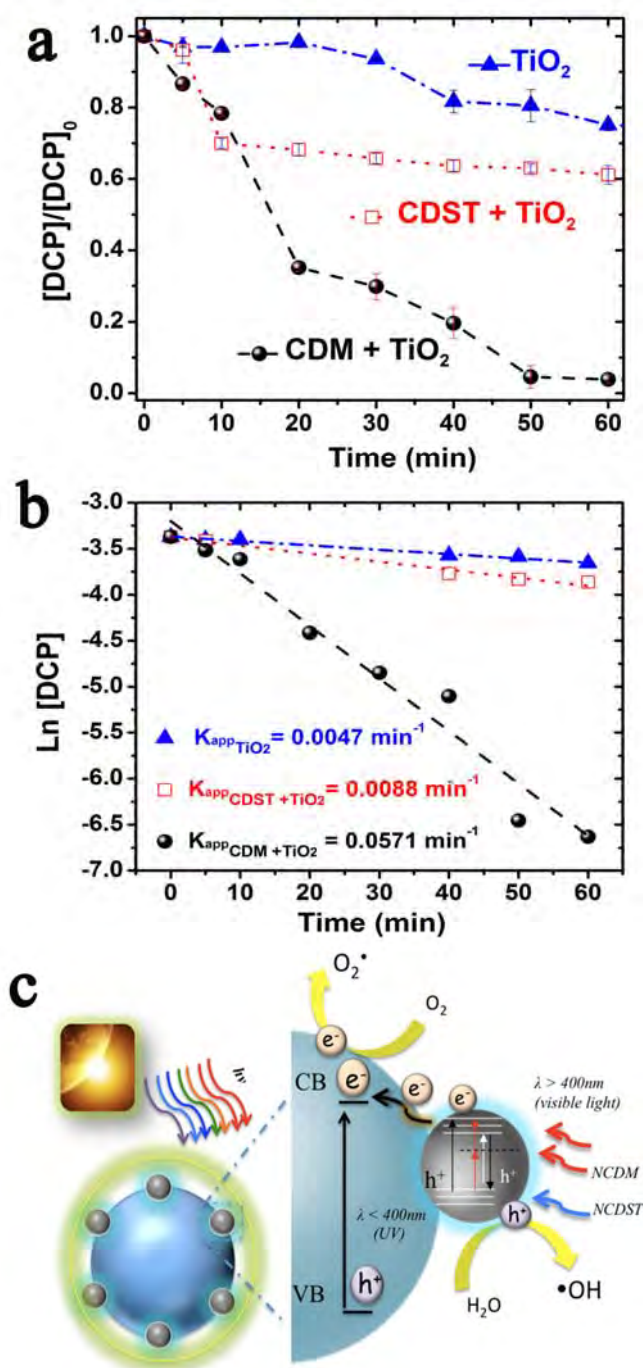 a
1.0
0.8
0.6
0.4
0.2
0.0
[DCP]/[DCP]₀
TiO₂
CDST + TiO₂
CDM + TiO₂
0 10 20 30 40 50 60
Time (min)
b
-3.0
-3.5
-4.0
-4.5
-5.0
-5.5
-6.0
-6.5
-7.0
Ln [DCP]
KappTiO₂ = 0.0047 min⁻¹
KappCDST +TiO₂ = 0.0088 min⁻¹
KappCDM +TiO₂ = 0.0571 min⁻¹
0 10 20 30 40 50 60
Time (min)
c
hν
O₂•
O₂
e⁻
CB
e⁻
e⁻
e⁻
λ > 400nm
(visible light)
h⁺
h⁺
NCDM
NCDST
λ < 400nm
(UV)
h⁺
VB
h⁺
H₂O
•OH